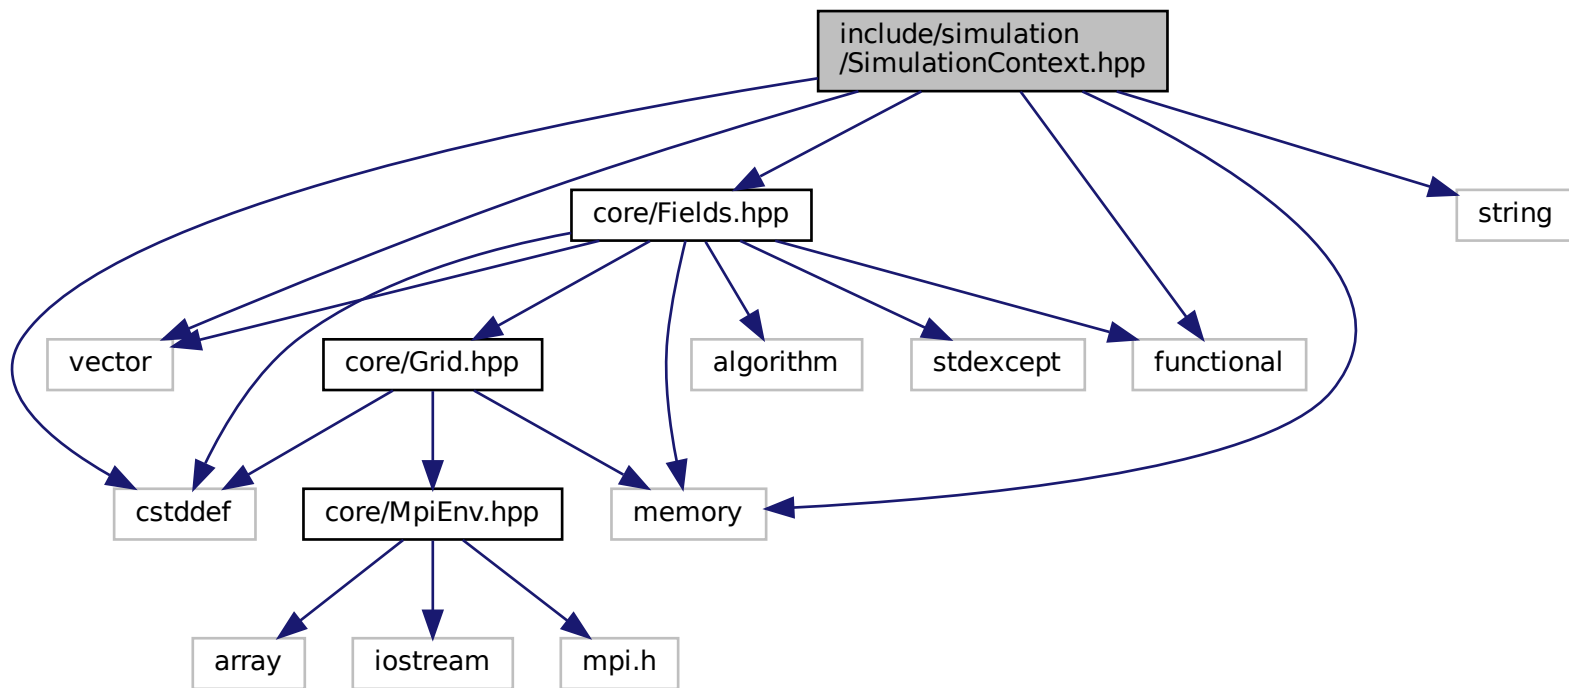 include/simulation
/SimulationContext.hpp
core/Fields.hpp
string
vector
core/Grid.hpp
algorithm
stdexcept
functional
cstddef
core/MpiEnv.hpp
memory
array
iostream
mpi.h